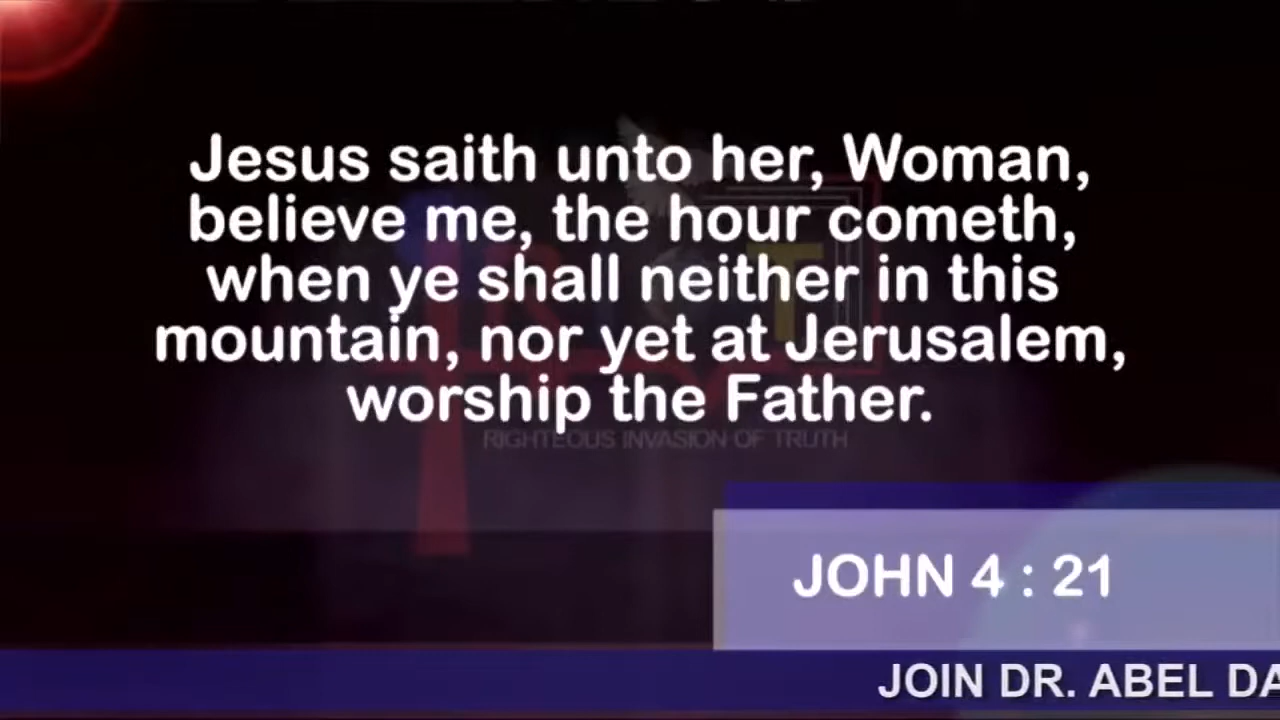 Jesus saith unto her, Woman,
believe me, the hour cometh,
when ye shall neither in this
mountain, nor yet at Jerusalem,
worship the Father.
RIGHTEOUS INVASION OF TRUTH
JOHN 4 : 21
JOIN DR. ABEL DA